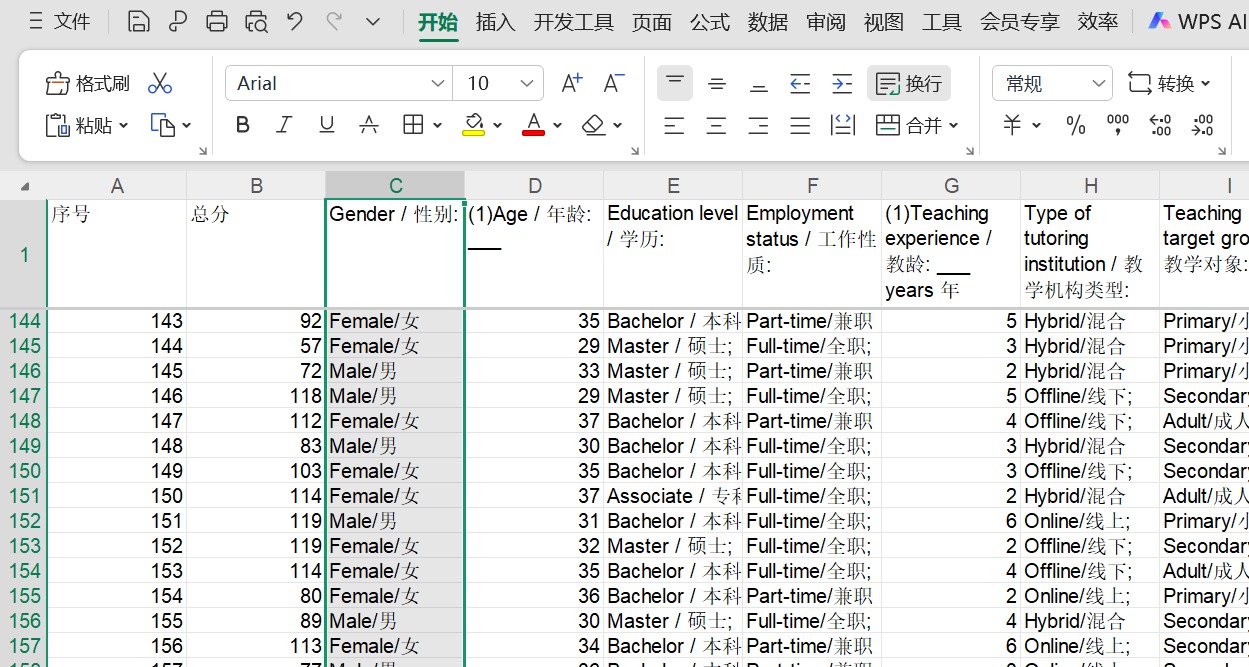 文件 开始 插入 开发工具 页面 公式 数据 审阅 视图 工具 会员专享 效率 WPS AI
格式刷 Arial 10 A+ A- 换行 常规 转换
粘贴 B I U A A 合并 ¥ %
A B C D E F G H I
1 序号 总分 Gender / 性别: (1)Age / 年龄: ___ Education level / 学历: Employment status / 工作性质: (1)Teaching experience / 教龄: ___ years 年 Type of tutoring institution / 教学机构类型: Teaching target gro 教学对象:
144 143 92 Female/女 35 Bachelor / 本科 Part-time/兼职 5 Hybrid/混合 Primary/小
145 144 57 Female/女 29 Master / 硕士; Full-time/全职; 3 Hybrid/混合 Primary/小
146 145 72 Male/男 33 Master / 硕士; Part-time/兼职 2 Hybrid/混合 Primary/小
147 146 118 Male/男 29 Master / 硕士; Full-time/全职; 5 Offline/线下; Secondary
148 147 112 Female/女 37 Bachelor / 本科 Part-time/兼职 4 Offline/线下; Adult/成人
149 148 83 Male/男 30 Bachelor / 本科 Full-time/全职; 3 Hybrid/混合 Secondary
150 149 103 Female/女 35 Bachelor / 本科 Full-time/全职; 3 Offline/线下; Secondary
151 150 114 Female/女 37 Associate / 专科 Full-time/全职; 2 Hybrid/混合 Adult/成人
152 151 119 Male/男 31 Bachelor / 本科 Full-time/全职; 6 Online/线上; Primary/小
153 152 119 Female/女 32 Master / 硕士; Full-time/全职; 2 Offline/线下; Secondary
154 153 114 Female/女 35 Bachelor / 本科 Full-time/全职; 4 Offline/线下; Adult/成人
155 154 80 Female/女 36 Bachelor / 本科 Part-time/兼职 2 Online/线上; Primary/小
156 155 89 Male/男 30 Master / 硕士; Full-time/全职; 4 Hybrid/混合 Secondary
157 156 113 Female/女 34 Bachelor / 本科 Part-time/兼职 6 Online/线上; Secondary